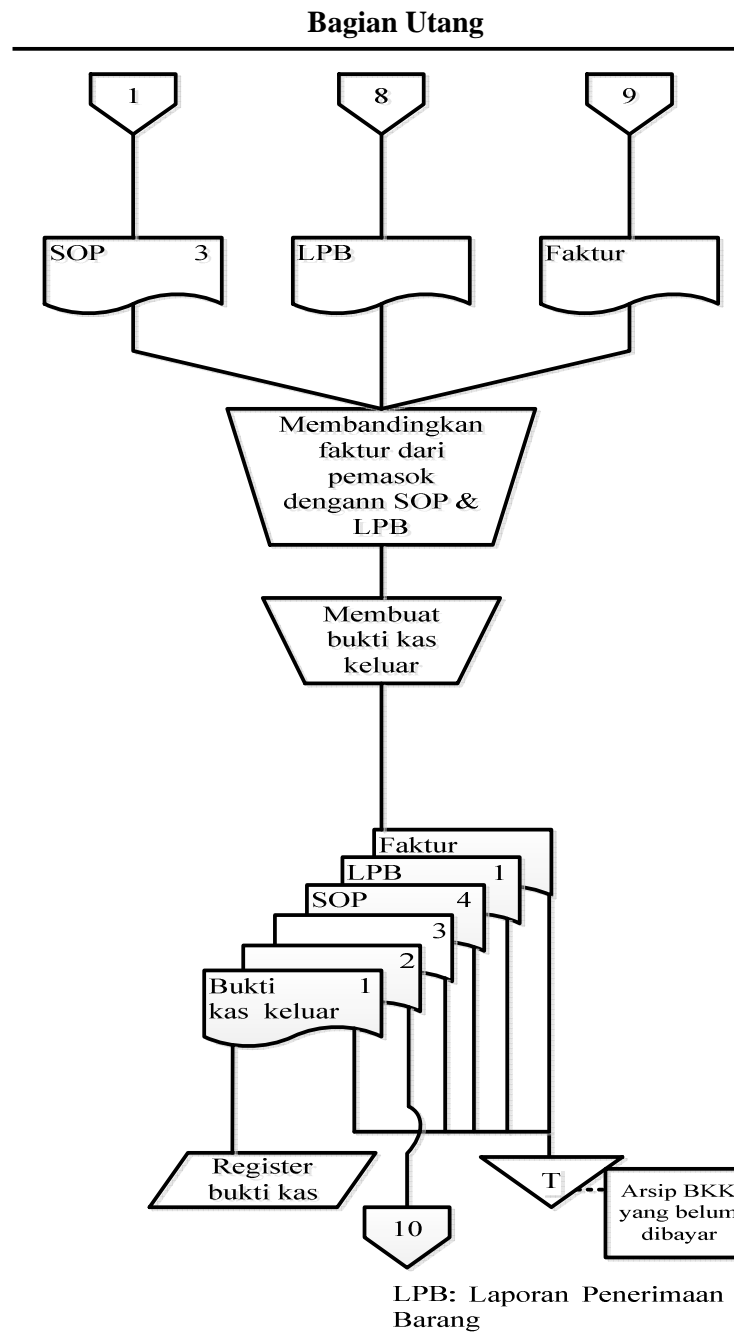 Bagian Utang
1
8
9
SOP 3
LPB
Faktur
Membandingkan
faktur dari
pemasok
dengann SOP &
LPB
Membuat
bukti kas
keluar
Faktur
LPB 1
SOP 4
3
2
Bukti 1
kas keluar
Register
bukti kas
T
Arsip BKK
yang belum
dibayar
10
LPB: Laporan Penerimaan
Barang